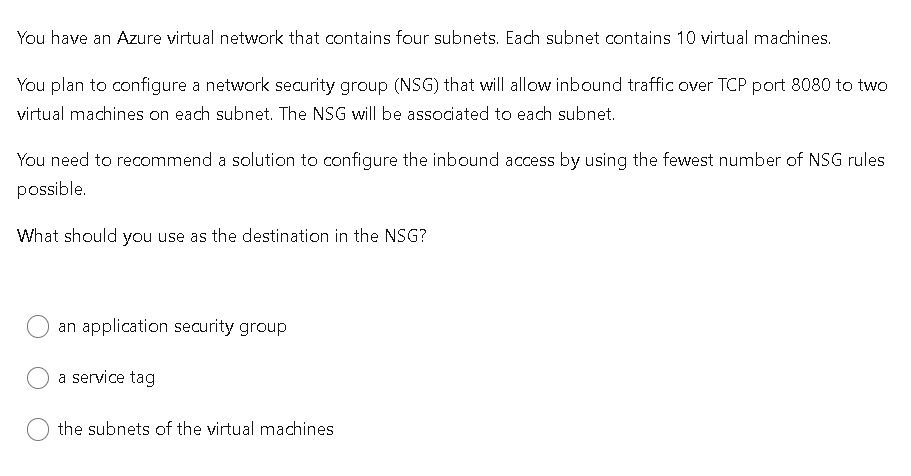 You have an Azure virtual network that contains four subnets. Each subnet contains 10 virtual machines.
You plan to configure a network security group (NSG) that will allow inbound traffic over TCP port 8080 to two
virtual machines on each subnet. The NSG will be associated to each subnet.
You need to recommend a solution to configure the inbound access by using the fewest number of NSG rules
possible.
What should you use as the destination in the NSG?
an application security group
a service tag
the subnets of the virtual machines